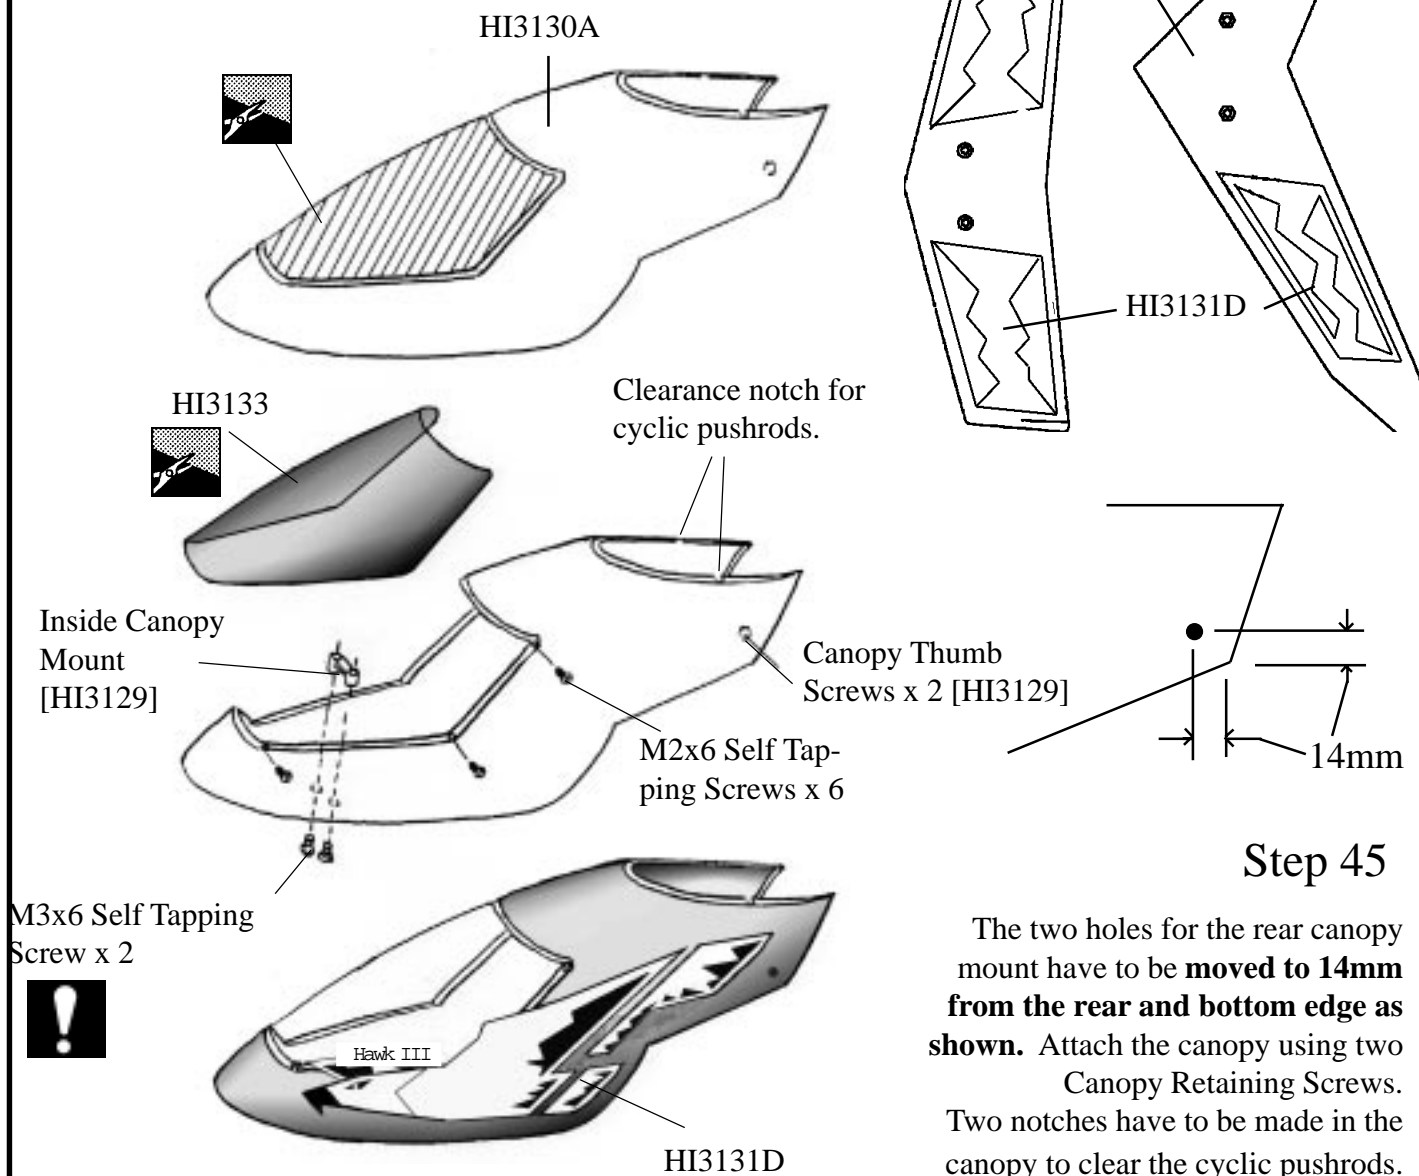 HI3130A
HI3131D
HI3133
Clearance notch for
cyclic pushrods.
Inside Canopy
Mount
[HI3129]
Canopy Thumb
Screws x 2 [HI3129]
M2x6 Self Tap-
ping Screws x 6
14mm
M3x6 Self Tapping
Screw x 2
Hawk III
HI3131D
Step 45
The two holes for the rear canopy
mount have to be moved to 14mm
from the rear and bottom edge as
shown. Attach the canopy using two
Canopy Retaining Screws.
Two notches have to be made in the
canopy to clear the cyclic pushrods.